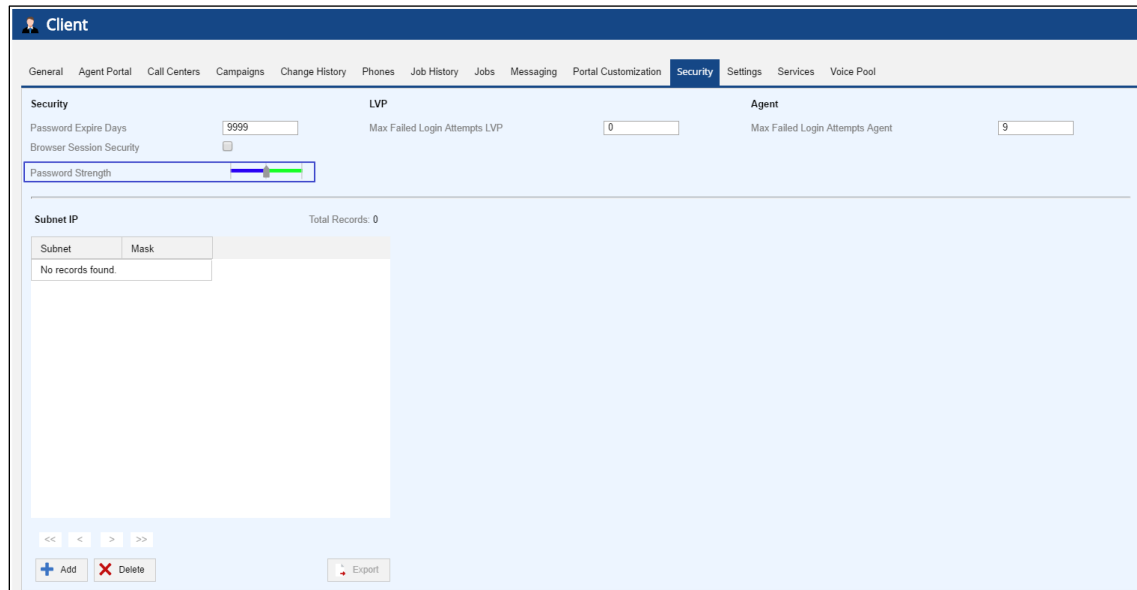 Client
General Agent Portal Call Centers Campaigns Change History Phones Job History Jobs Messaging Portal Customization Security Settings Services Voice Pool
Security LVP Agent
Password Expire Days 9999 Max Failed Login Attempts LVP 0 Max Failed Login Attempts Agent 9
Browser Session Security
Password Strength
Subnet IP Total Records: 0
Subnet Mask
No records found.
<< < > >>
Add Delete Export